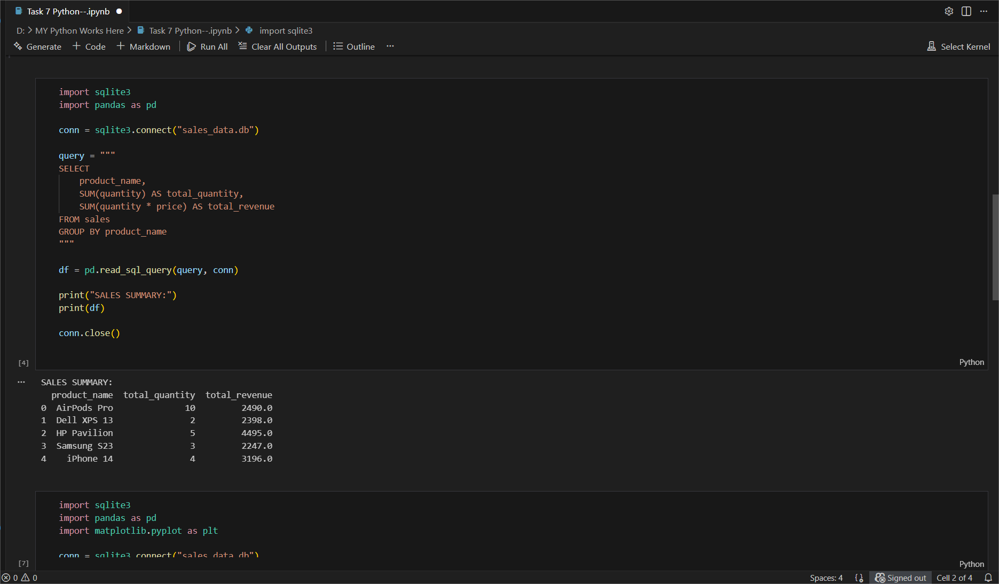 Task 7 Python--.ipynb
D: > MY Python Works Here > Task 7 Python--.ipynb > import sqlite3
Generate + Code + Markdown Run All Clear All Outputs Outline ... Select Kernel
import sqlite3
import pandas as pd
conn = sqlite3.connect("sales_data.db")
query = """
SELECT
    product_name,
    SUM(quantity) AS total_quantity,
    SUM(quantity * price) AS total_revenue
FROM sales
GROUP BY product_name
"""
df = pd.read_sql_query(query, conn)
print("SALES SUMMARY:")
print(df)
conn.close()
[4] Python
SALES SUMMARY:
  product_name  total_quantity  total_revenue
0  AirPods Pro              10         2490.0
1  Dell XPS 13               2         2398.0
2  HP Pavilion               5         4495.0
3  Samsung S23               3         2247.0
4    iPhone 14               4         3196.0
import sqlite3
import pandas as pd
import matplotlib.pyplot as plt
conn = sqlite3.connect("sales_data.db")
[7] Python
0 0 Spaces: 4 {} Signed out Cell 2 of 4